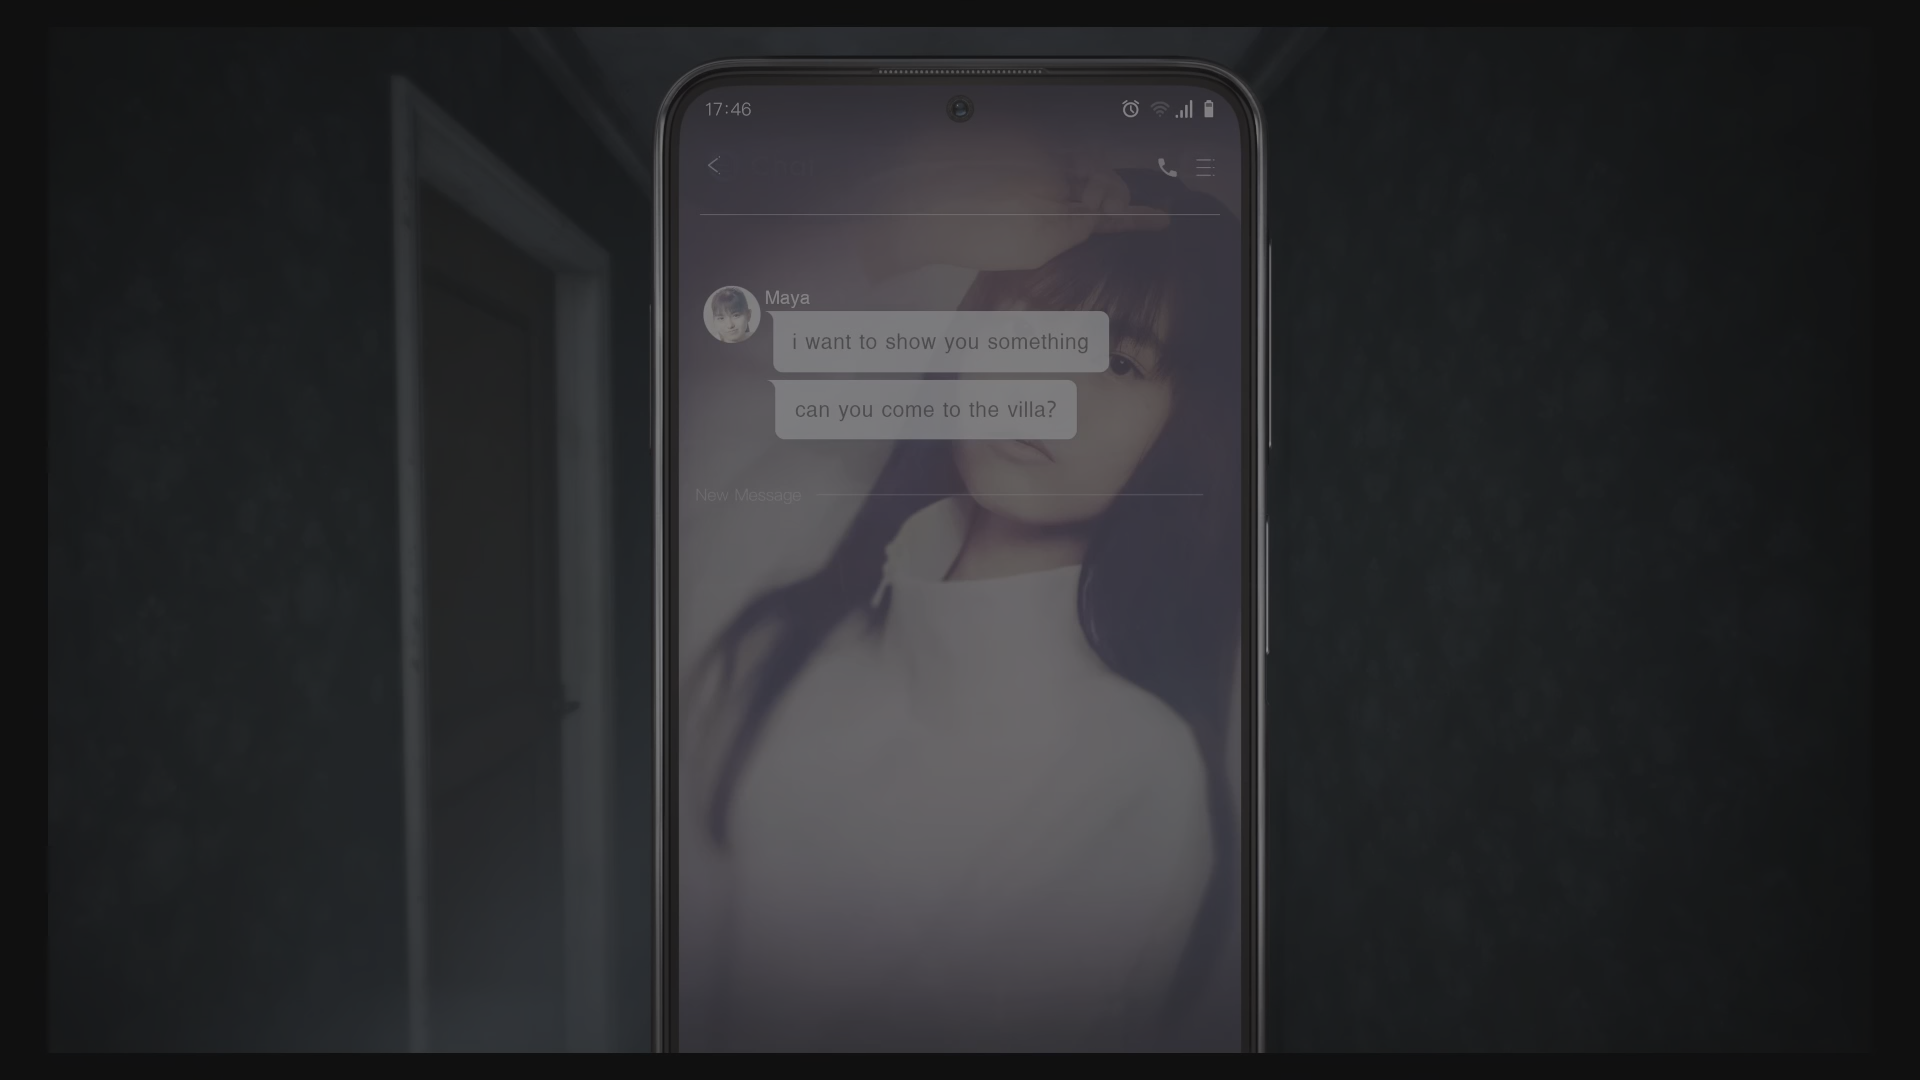 17:46
Maya
i want to show you something
can you come to the villa?
New Message